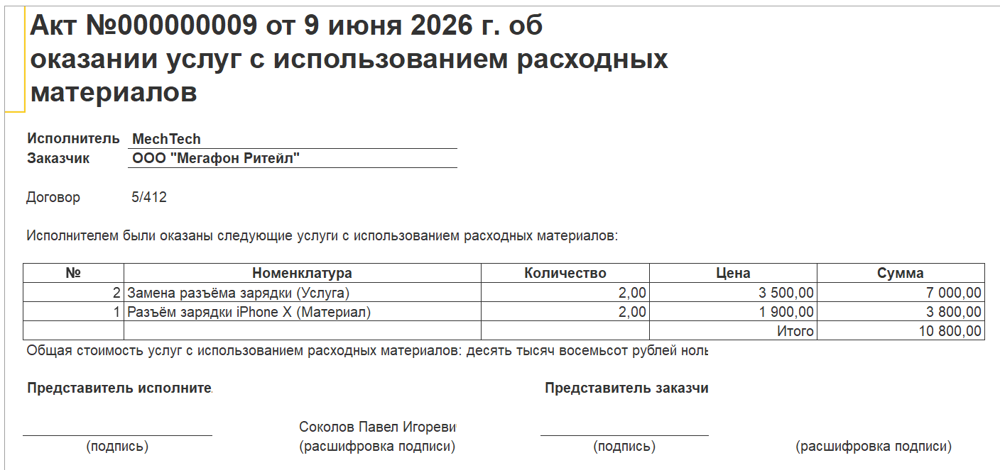 Акт №000000009 от 9 июня 2026 г. об
оказании услуг с использованием расходных
материалов
Исполнитель MechTech
Заказчик ООО "Мегафон Ритейл"
Договор 5/412
Исполнителем были оказаны следующие услуги с использованием расходных материалов:
№ Номенклатура Количество Цена Сумма
2 Замена разъёма зарядки (Услуга) 2,00 3 500,00 7 000,00
1 Разъём зарядки iPhone X (Материал) 2,00 1 900,00 3 800,00
Итого 10 800,00
Общая стоимость услуг с использованием расходных материалов: десять тысяч восемьсот рублей ноль
Представитель исполните Представитель заказчи
Соколов Павел Игореви
(подпись) (расшифровка подписи) (подпись) (расшифровка подписи)